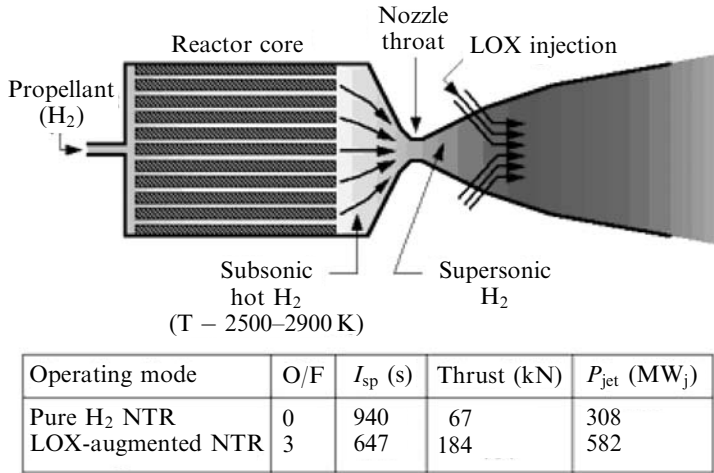 Nozzle
throat
Reactor core
LOX injection
Propellant
(H₂)
Subsonic
hot H₂
(T – 2500–2900 K)
Supersonic
H₂
Operating mode O/F Isp (s) Thrust (kN) Pjet (MWj)
Pure H₂ NTR 0 940 67 308
LOX-augmented NTR 3 647 184 582